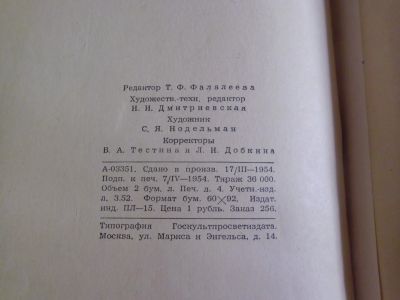 Редактор Т. Ф. Фалалеева
Художеств.-техн. редактор
Н. И. Дмитриевская
Художник
С. Я. Нодельман
Корректоры
В. А. Тестина и Л. И. Добкина
А-03351. Сдано в произв. 17/III—1954.
Подп. к печ. 7/IV—1954. Тираж 30 000.
Объем 2 бум. л. Печ. д. 4. Учетн.-изд.
л. 3.52. Формат бум. 60×92. Издат.
инд. ПЛ—15. Цена 1 рубль. Заказ 256.
Типография Госкультпросветиздата.
Москва, ул. Маркса и Энгельса, д. 14.